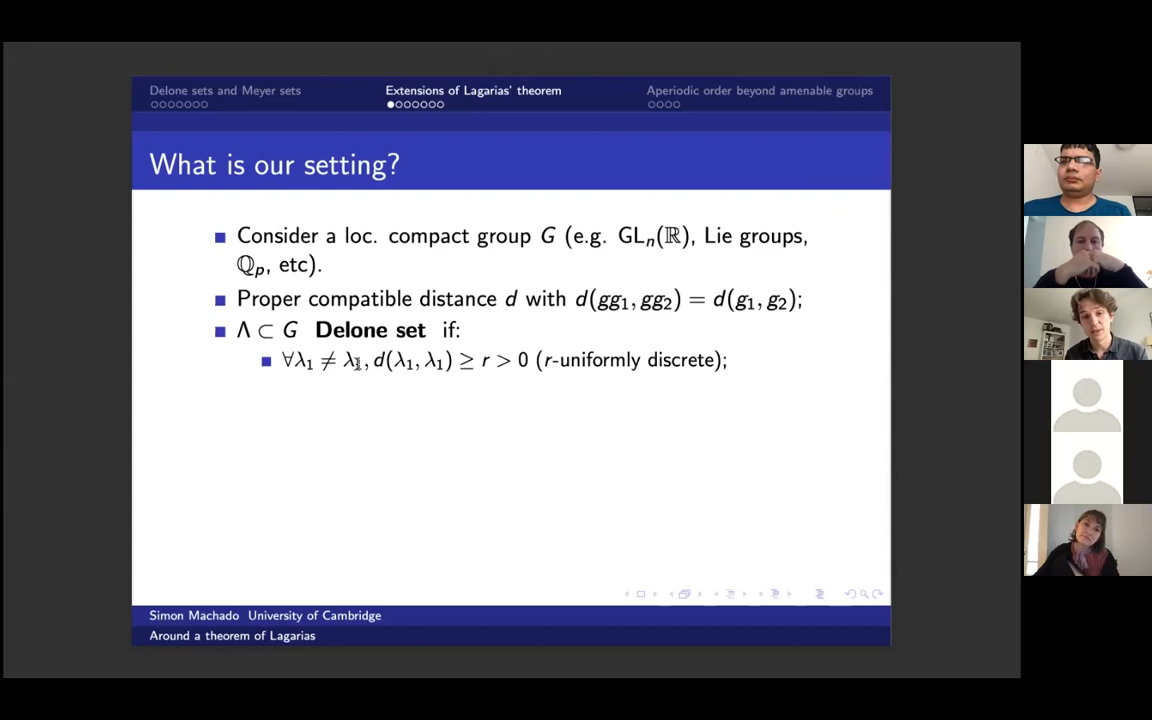 Delone sets and Meyer sets
Extensions of Lagarias' theorem
Aperiodic order beyond amenable groups
What is our setting?
Consider a loc. compact group G (e.g. GLₙ(ℝ), Lie groups,
ℚₚ, etc).
Proper compatible distance d with d(gg₁, gg₂) = d(g₁, g₂);
Λ ⊂ G Delone set if:
∀λ₁ ≠ λ₁, d(λ₁, λ₁) ≥ r > 0 (r-uniformly discrete);
Simon Machado University of Cambridge
Around a theorem of Lagarias